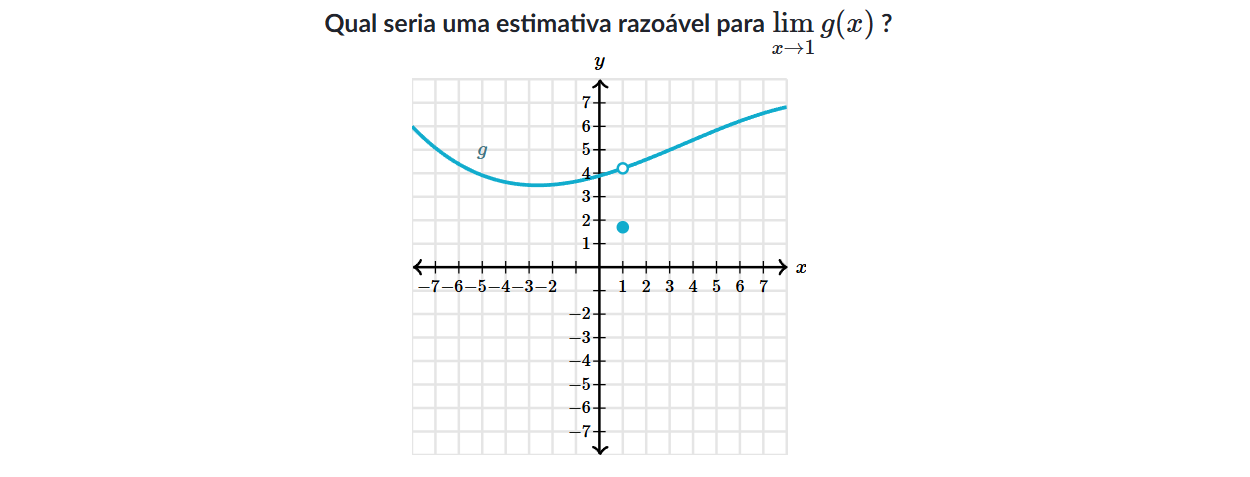 Qual seria uma estimativa razoável para lim g(x) ?
x→1
y
7
6
5
g
4
3
2
1
x
−7 −6 −5 −4 −3 −2 1 2 3 4 5 6 7
−2
−3
−4
−5
−6
−7